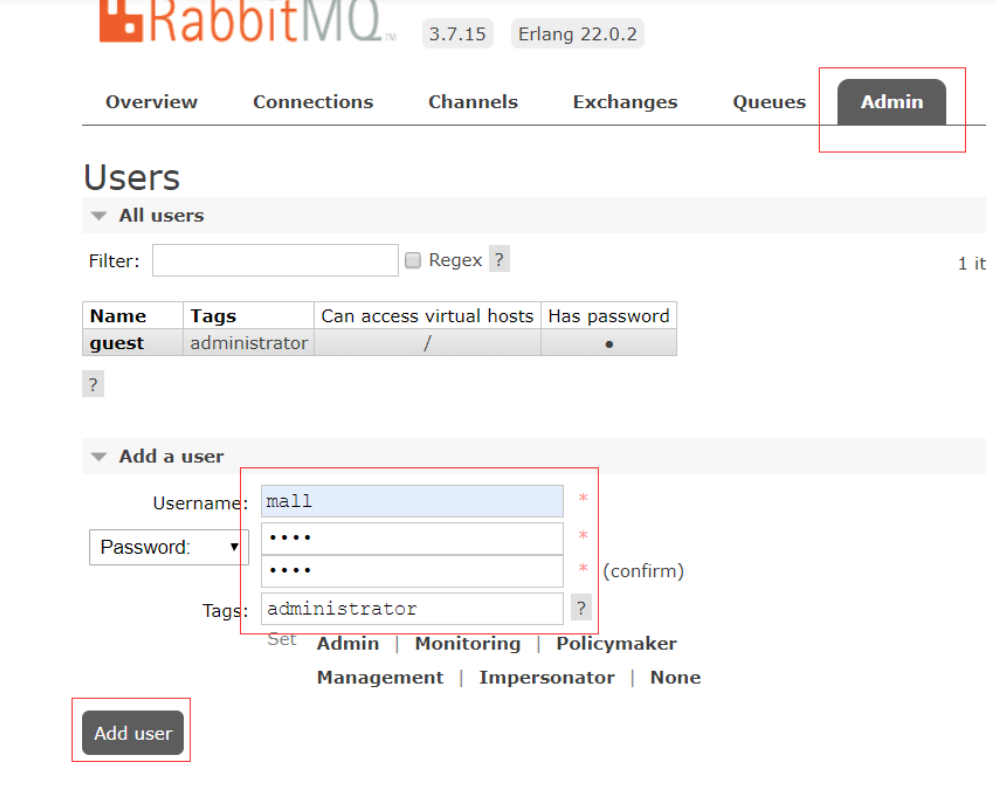 RabbitMQ TM 3.7.15 Erlang 22.0.2
Overview Connections Channels Exchanges Queues Admin
Users
All users
Filter: Regex ? 1 it
Name Tags Can access virtual hosts Has password
guest administrator / ●
?
Add a user
Username: mall *
Password: •••• *
•••• * (confirm)
Tags: administrator ?
Set Admin | Monitoring | Policymaker
Management | Impersonator | None
Add user